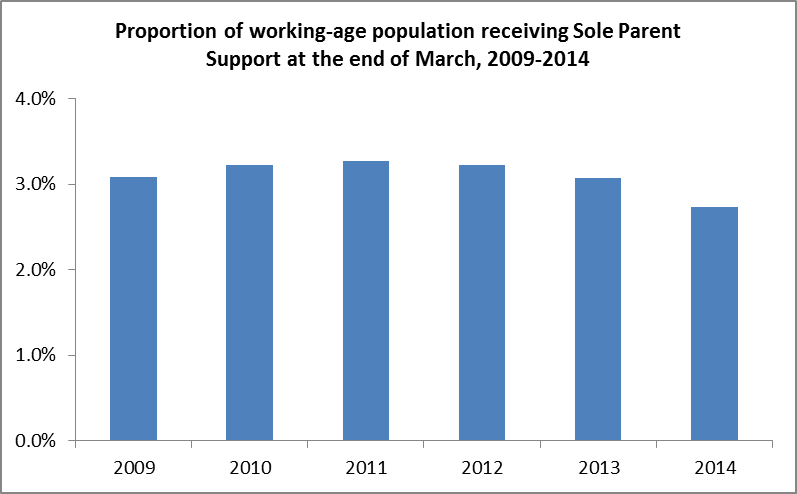 Proportion of working-age population receiving Sole Parent
Support at the end of March, 2009-2014
4.0%
3.0%
2.0%
1.0%
0.0%
2009 2010 2011 2012 2013 2014